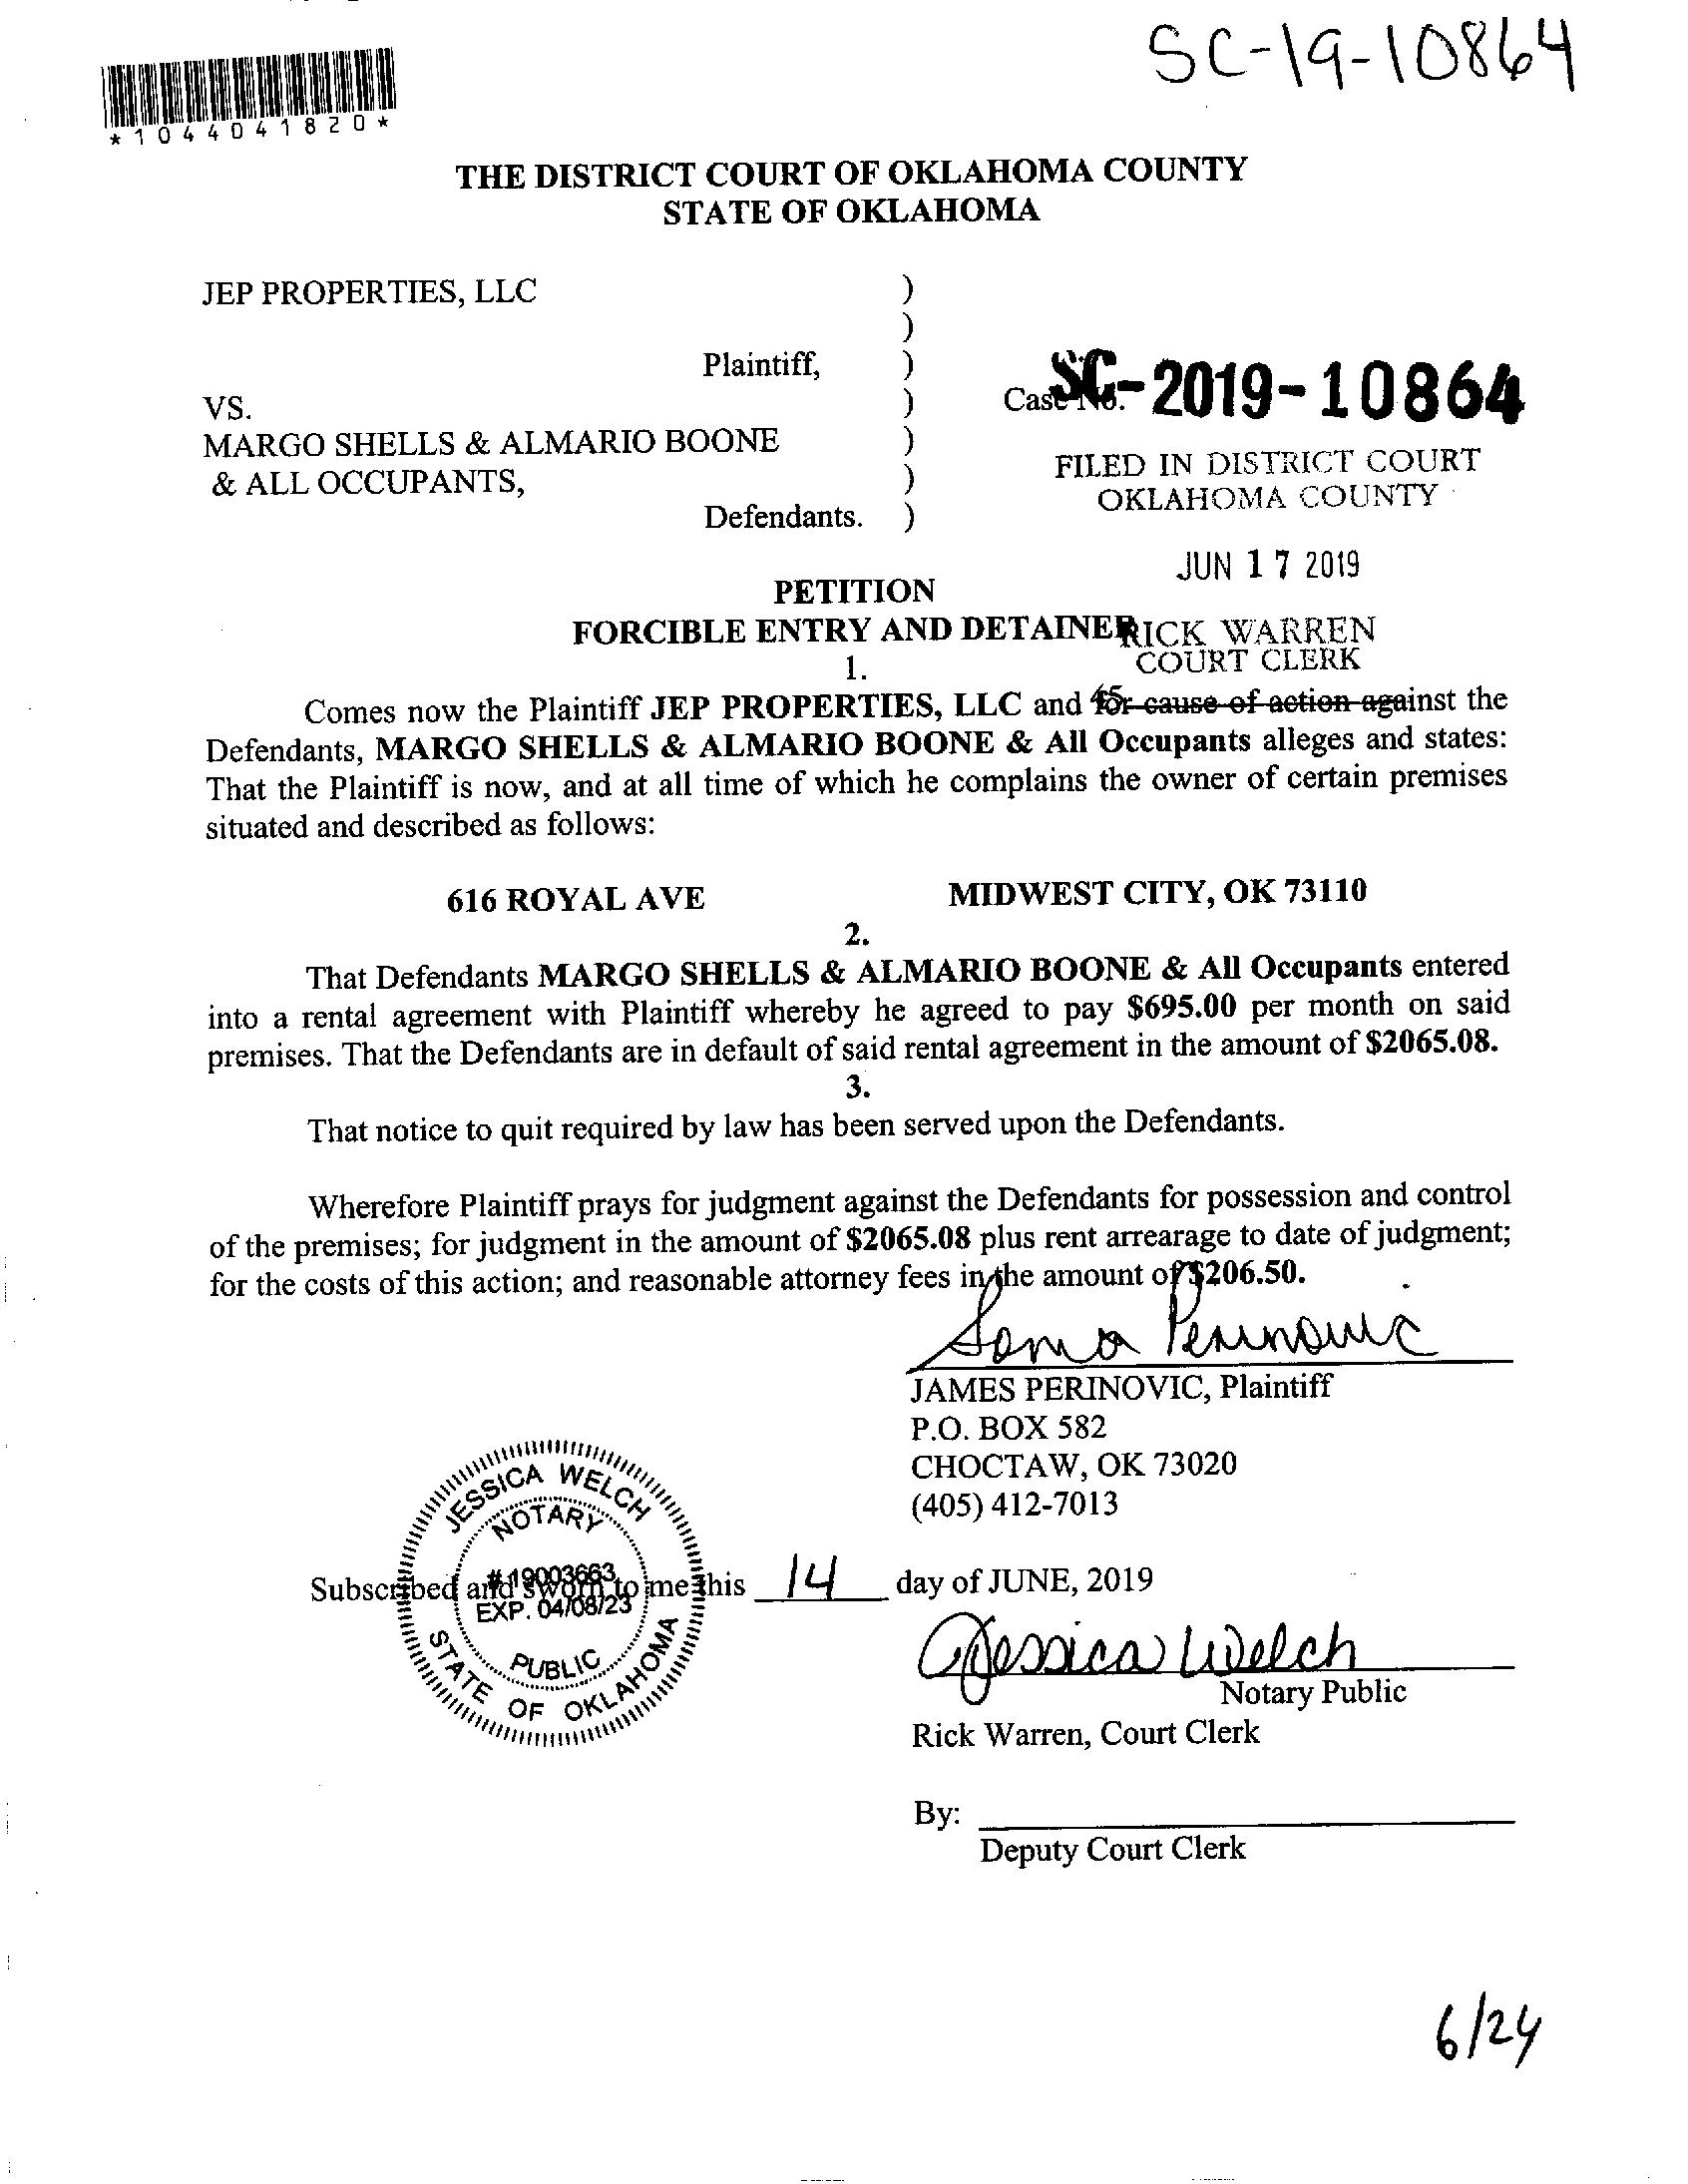 SC-19-10864
*1044041820*
THE DISTRICT COURT OF OKLAHOMA COUNTY
STATE OF OKLAHOMA
JEP PROPERTIES, LLC )
)
Plaintiff, )
VS. ) Case No. SC-2019-10864
MARGO SHELLS & ALMARIO BOONE )
& ALL OCCUPANTS, )
Defendants. )
FILED IN DISTRICT COURT
OKLAHOMA COUNTY
JUN 17 2019
RICK WARREN
COURT CLERK
PETITION
FORCIBLE ENTRY AND DETAINER
1.
Comes now the Plaintiff JEP PROPERTIES, LLC and for cause of action against the
Defendants, MARGO SHELLS & ALMARIO BOONE & All Occupants alleges and states:
That the Plaintiff is now, and at all time of which he complains the owner of certain premises
situated and described as follows:
616 ROYAL AVE MIDWEST CITY, OK 73110
2.
That Defendants MARGO SHELLS & ALMARIO BOONE & All Occupants entered
into a rental agreement with Plaintiff whereby he agreed to pay $695.00 per month on said
premises. That the Defendants are in default of said rental agreement in the amount of $2065.08.
3.
That notice to quit required by law has been served upon the Defendants.
Wherefore Plaintiff prays for judgment against the Defendants for possession and control
of the premises; for judgment in the amount of $2065.08 plus rent arrearage to date of judgment;
for the costs of this action; and reasonable attorney fees in the amount of $206.50.
Perinovic
JAMES PERINOVIC, Plaintiff
P.O. BOX 582
CHOCTAW, OK 73020
(405) 412-7013
JESSICA WELCH
NOTARY
#19003663
EXP. 04/08/23
PUBLIC
STATE OF OKLAHOMA
Subscribed and sworn to me this 14 day of JUNE, 2019
Jessica Welch
Notary Public
Rick Warren, Court Clerk
By:
Deputy Court Clerk
6/24